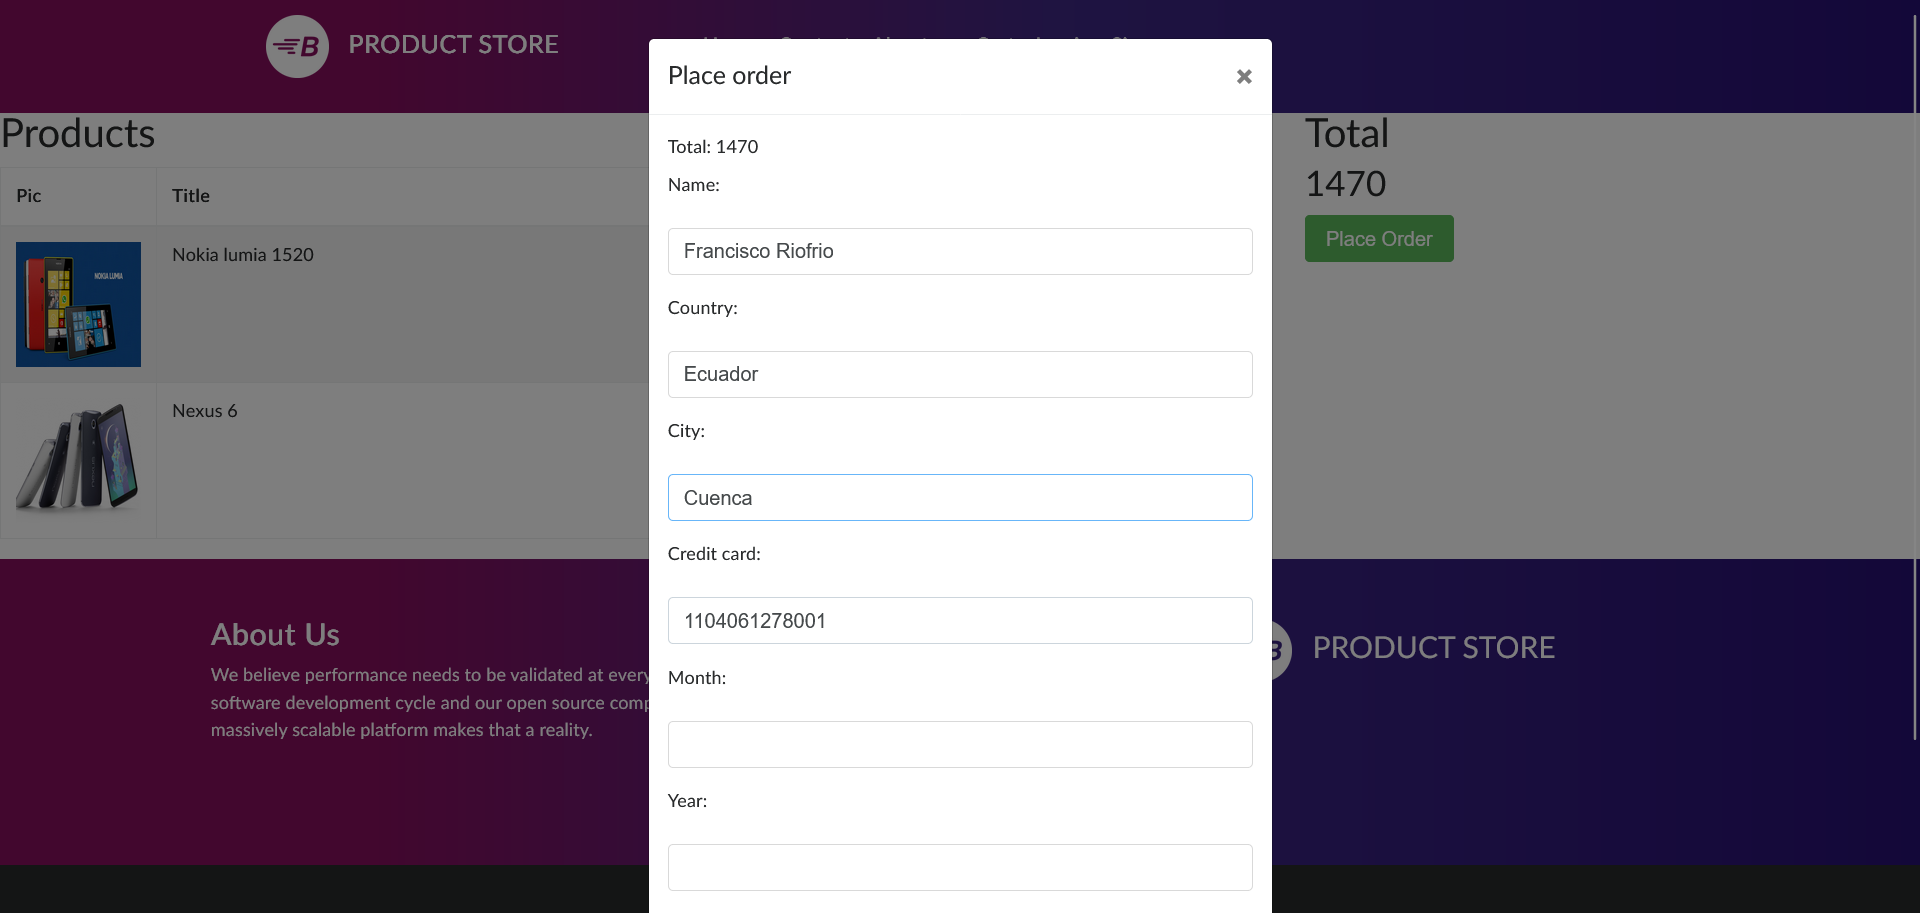 PRODUCT STORE
Place order
Products
Total
Total: 1470
1470
Name:
Pic
Title
Place Order
Francisco Riofrio
Nokia lumia 1520
NOKIA LUMIA
Country:
Ecuador
Nexus 6
City:
Cuenca
Credit card:
1104061278001
About Us
PRODUCT STORE
We believe performance needs to be validated at every
software development cycle and our open source comp
massively scalable platform makes that a reality.
Month:
Year: